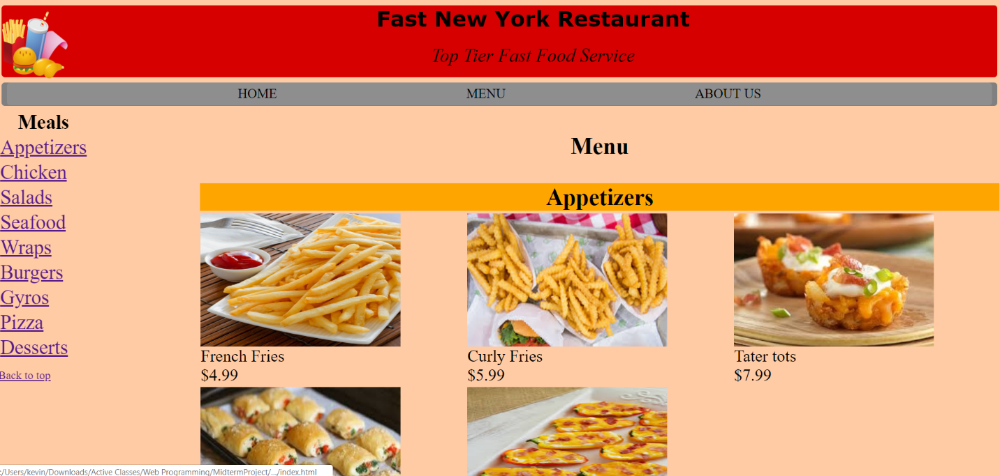 Fast New York Restaurant
Top Tier Fast Food Service
HOME MENU ABOUT US
Meals
Appetizers
Chicken
Salads
Seafood
Wraps
Burgers
Gyros
Pizza
Desserts
Back to top
Menu
Appetizers
French Fries
$4.99
Curly Fries
$5.99
Tater tots
$7.99
:/Users/kevin/Downloads/Active Classes/Web Programming/MidtermProject/.../index.html